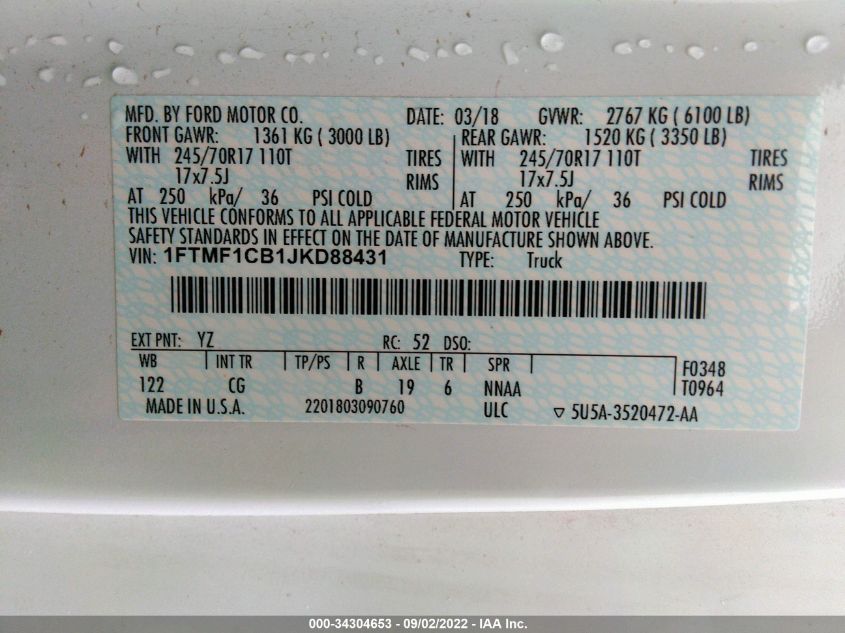 MFD. BY FORD MOTOR CO. DATE: 03/18 GVWR: 2767 KG ( 6100 LB)
FRONT GAWR: 1361 KG ( 3000 LB) REAR GAWR: 1520 KG ( 3350 LB)
WITH 245/70R17 110T TIRES WITH 245/70R17 110T TIRES
17x7.5J RIMS 17x7.5J RIMS
AT 250 kPa/ 36 PSI COLD AT 250 kPa/ 36 PSI COLD
THIS VEHICLE CONFORMS TO ALL APPLICABLE FEDERAL MOTOR VEHICLE
SAFETY STANDARDS IN EFFECT ON THE DATE OF MANUFACTURE SHOWN ABOVE.
VIN: 1FTMF1CB1JKD88431 TYPE: Truck
EXT PNT: YZ RC: 52 DSO:
WB INT TR TP/PS R AXLE TR SPR F0348
122 CG B 19 6 NNAA T0964
MADE IN U.S.A. 2201803090760 ULC ▽ 5U5A-3520472-AA
000-34304653 - 09/02/2022 - IAA Inc.